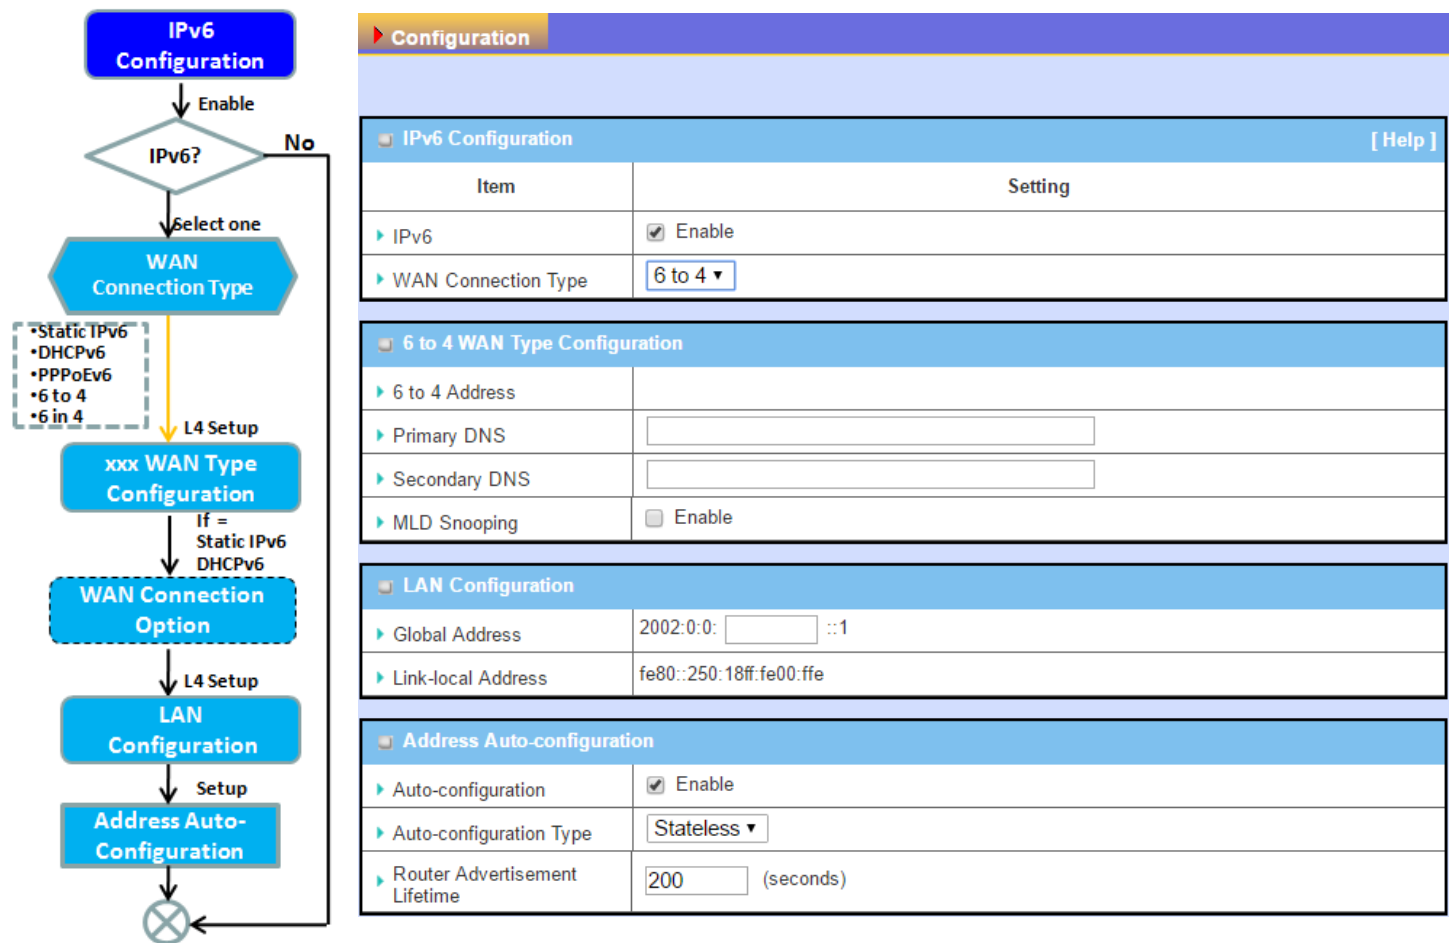 IPv6
Configuration
Enable
IPv6?
No
Select one
WAN
Connection Type
•Static IPv6
•DHCPv6
•PPPoEv6
•6 to 4
•6 in 4
L4 Setup
xxx WAN Type
Configuration
If =
Static IPv6
DHCPv6
WAN Connection
Option
L4 Setup
LAN
Configuration
Setup
Address Auto-
Configuration
Configuration
IPv6 Configuration [ Help ]
Item Setting
IPv6 Enable
WAN Connection Type 6 to 4
6 to 4 WAN Type Configuration
6 to 4 Address
Primary DNS
Secondary DNS
MLD Snooping Enable
LAN Configuration
Global Address 2002:0:0: ::1
Link-local Address fe80::250:18ff:fe00:ffe
Address Auto-configuration
Auto-configuration Enable
Auto-configuration Type Stateless
Router Advertisement
Lifetime 200 (seconds)